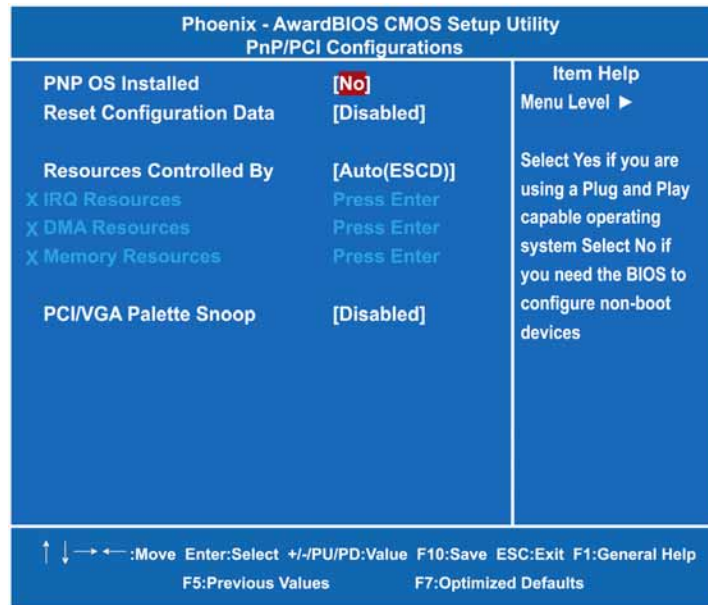 Phoenix - AwardBIOS CMOS Setup Utility
PnP/PCI Configurations
PNP OS Installed [No]
Reset Configuration Data [Disabled]
Resources Controlled By [Auto(ESCD)]
X IRQ Resources Press Enter
X DMA Resources Press Enter
X Memory Resources Press Enter
PCI/VGA Palette Snoop [Disabled]
Item Help
Menu Level ►
Select Yes if you are
using a Plug and Play
capable operating
system Select No if
you need the BIOS to
configure non-boot
devices
↑ ↓ → ← :Move Enter:Select +/-/PU/PD:Value F10:Save ESC:Exit F1:General Help
F5:Previous Values F7:Optimized Defaults